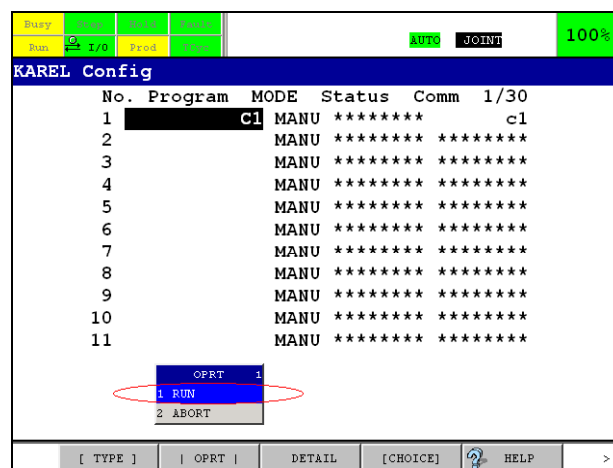 Busy Step Hold Fault
Run I/O Prod TCyc AUTO JOINT 100%
KAREL Config
No. Program MODE Status Comm 1/30
1 C1 MANU ******** c1
2 MANU ******** ********
3 MANU ******** ********
4 MANU ******** ********
5 MANU ******** ********
6 MANU ******** ********
7 MANU ******** ********
8 MANU ******** ********
9 MANU ******** ********
10 MANU ******** ********
11 MANU ******** ********
OPRT 1
1 RUN
2 ABORT
[ TYPE ] | OPRT | DETAIL [CHOICE] HELP >